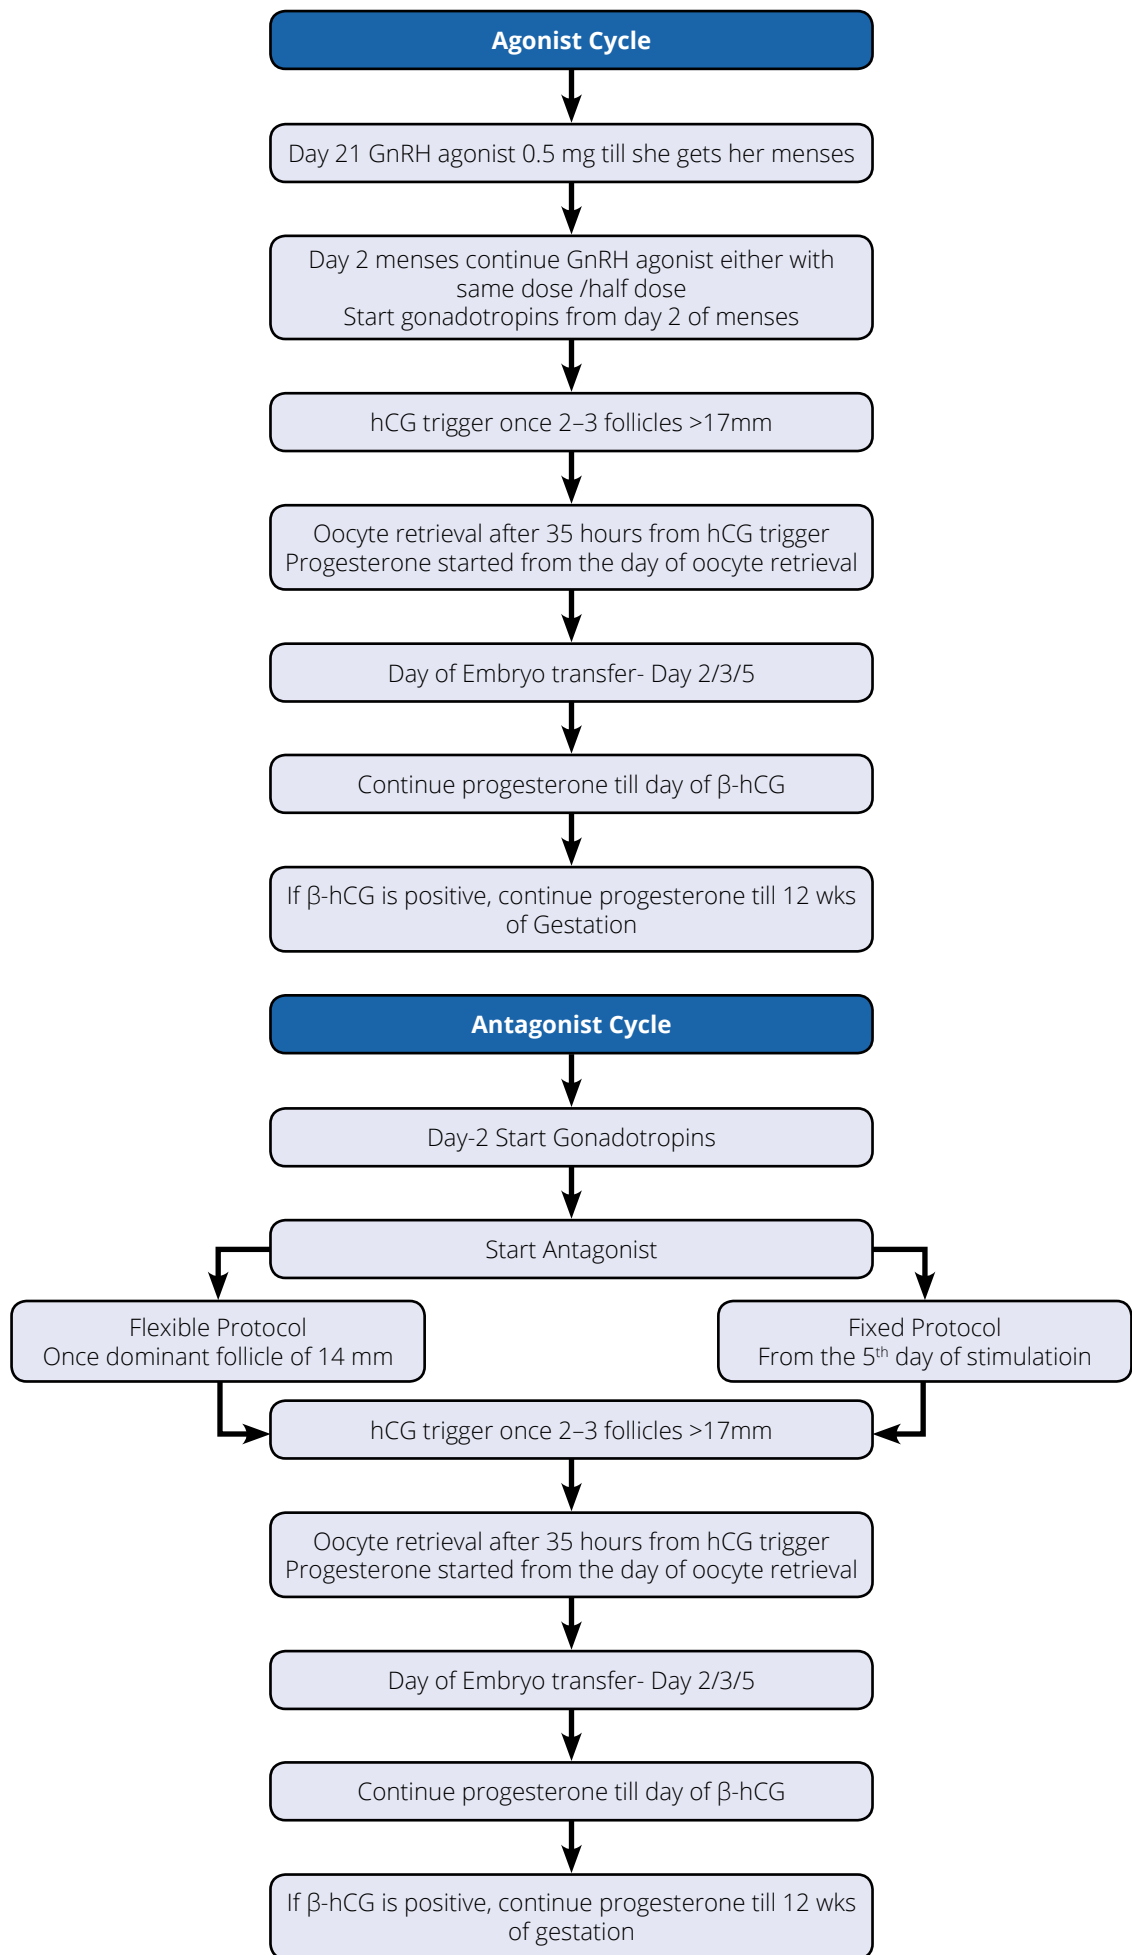 Agonist Cycle
Day 21 GnRH agonist 0.5 mg till she gets her menses
Day 2 menses continue GnRH agonist either with
same dose /half dose
Start gonadotropins from day 2 of menses
hCG trigger once 2–3 follicles >17mm
Oocyte retrieval after 35 hours from hCG trigger
Progesterone started from the day of oocyte retrieval
Day of Embryo transfer- Day 2/3/5
Continue progesterone till day of β-hCG
If β-hCG is positive, continue progesterone till 12 wks
of Gestation
Antagonist Cycle
Day-2 Start Gonadotropins
Start Antagonist
Flexible Protocol
Once dominant follicle of 14 mm
Fixed Protocol
From the 5th day of stimulatioin
hCG trigger once 2–3 follicles >17mm
Oocyte retrieval after 35 hours from hCG trigger
Progesterone started from the day of oocyte retrieval
Day of Embryo transfer- Day 2/3/5
Continue progesterone till day of β-hCG
If β-hCG is positive, continue progesterone till 12 wks
of gestation